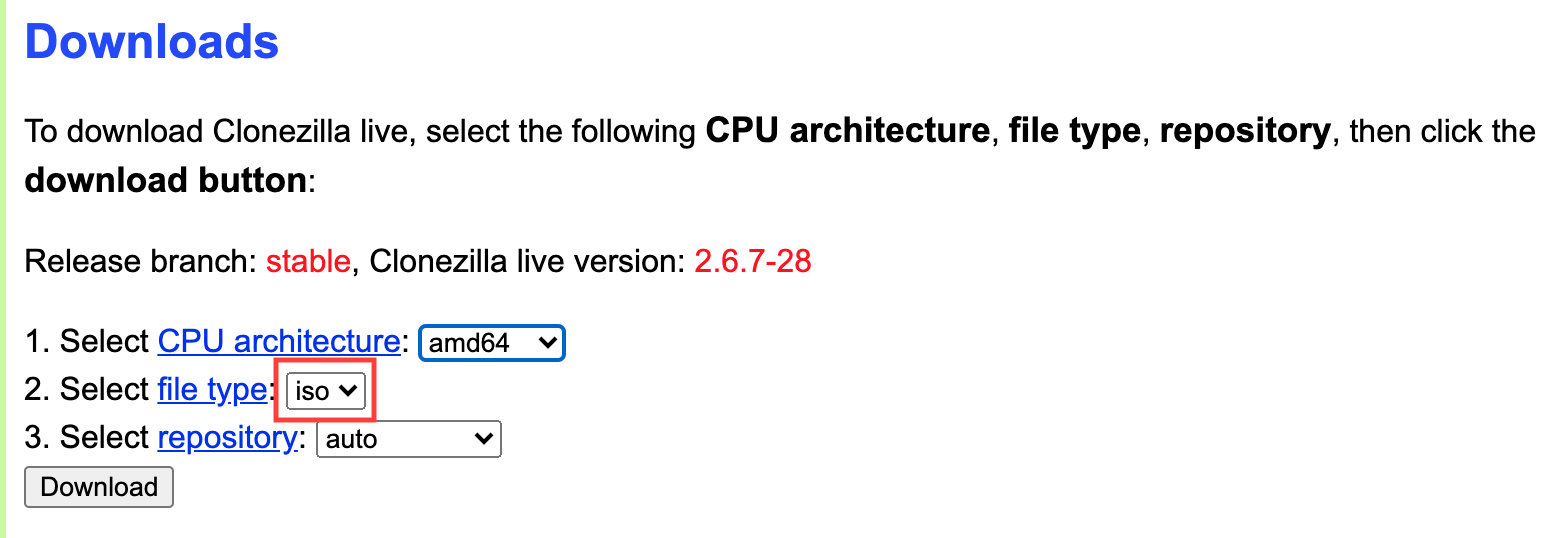 Downloads
To download Clonezilla live, select the following CPU architecture, file type, repository, then click the
download button:
Release branch: stable, Clonezilla live version: 2.6.7-28
1. Select CPU architecture: amd64
2. Select file type: iso
3. Select repository: auto
Download